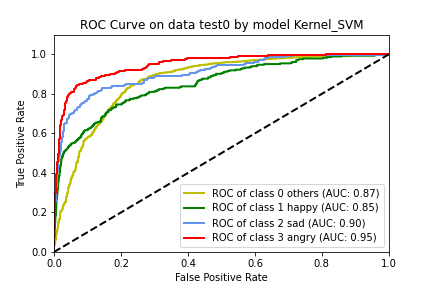 ROC Curve on data test0 by model Kernel_SVM
True Positive Rate
1.0
0.8
0.6
0.4
0.2
0.0
ROC of class 0 others (AUC: 0.87)
ROC of class 1 happy (AUC: 0.85)
ROC of class 2 sad (AUC: 0.90)
ROC of class 3 angry (AUC: 0.95)
0.0 0.2 0.4 0.6 0.8 1.0
False Positive Rate